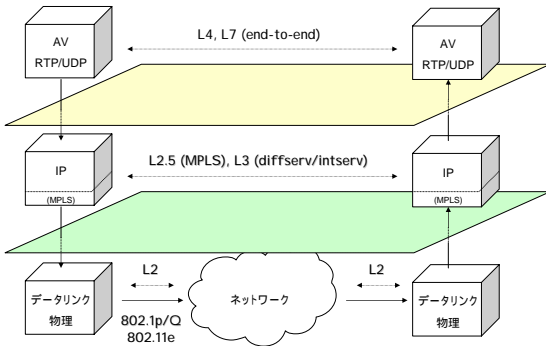 AV
RTP/UDP
L4, L7 (end-to-end)
AV
RTP/UDP
IP
(MPLS)
L2.5 (MPLS), L3 (diffserv/intserv)
IP
(MPLS)
データリンク
物理
L2
802.1p/Q
802.11e
ネットワーク
L2
データリンク
物理